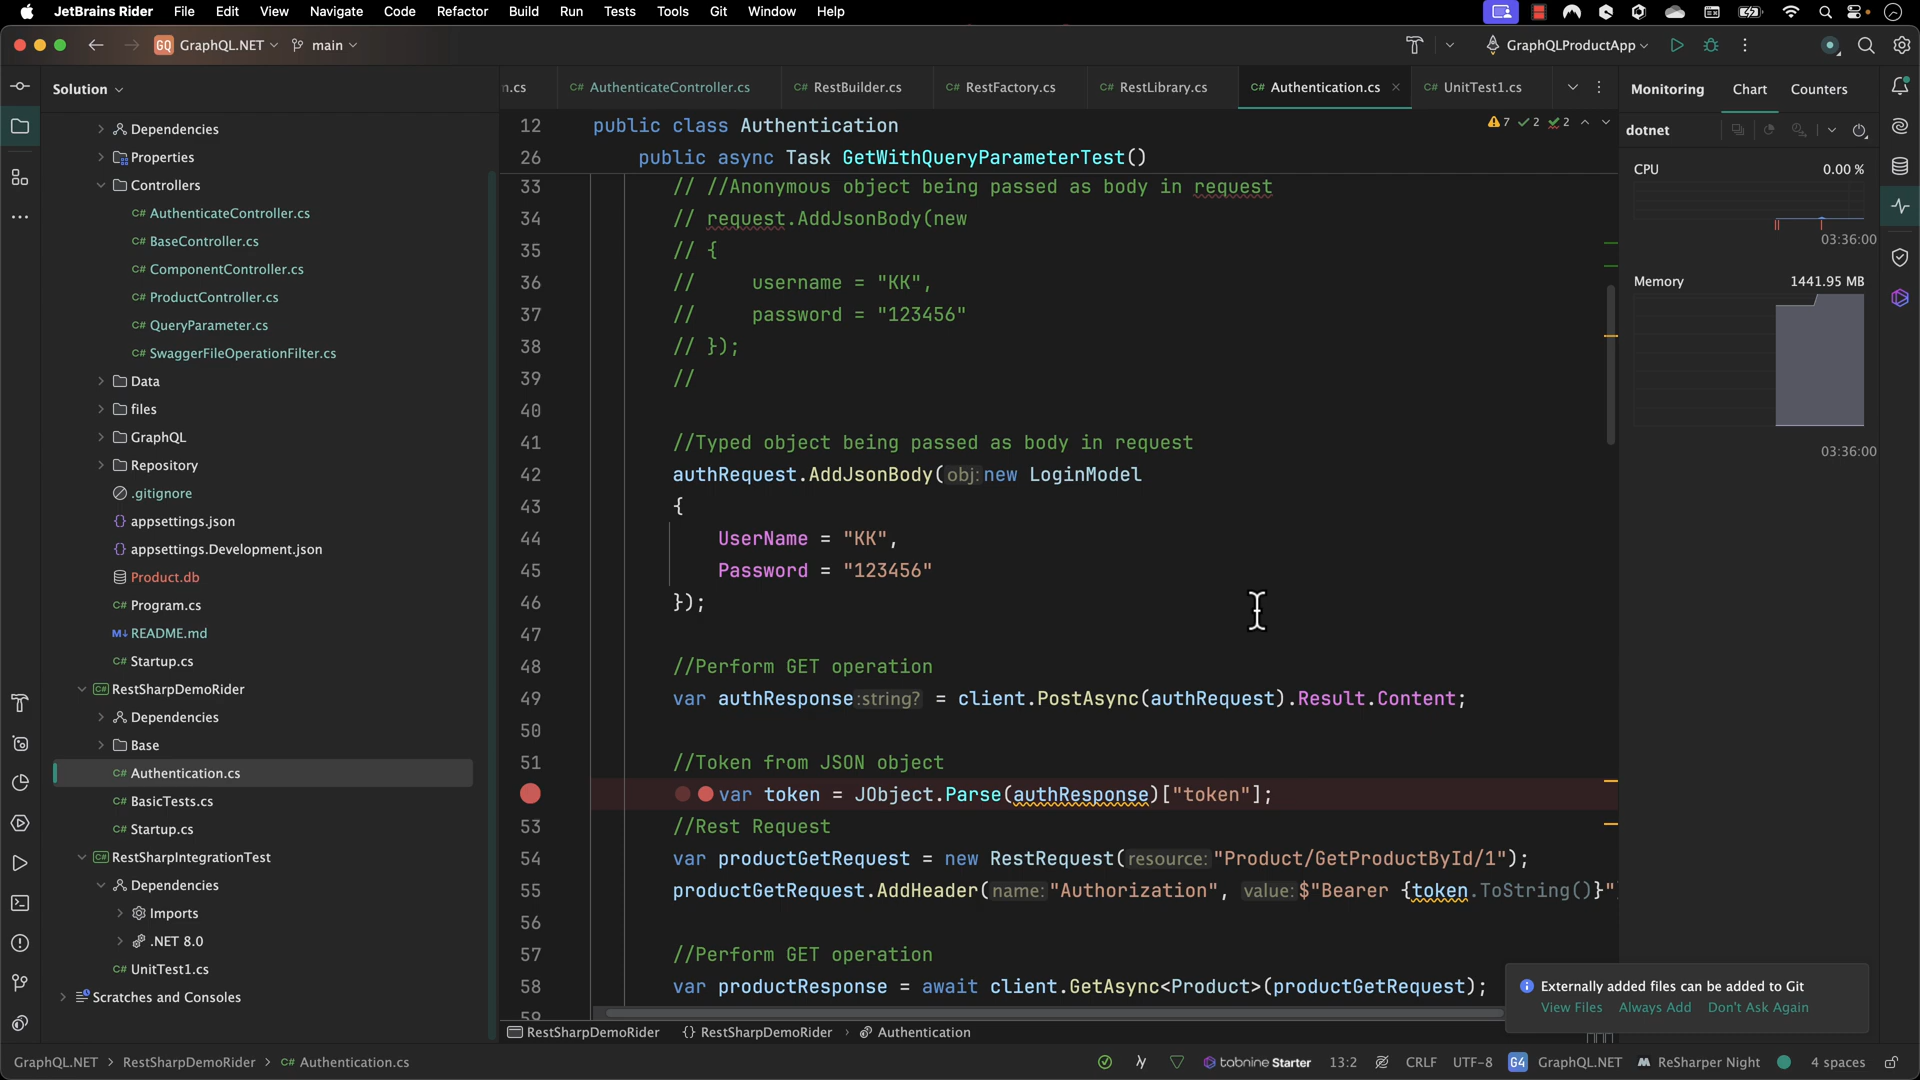 JetBrains Rider File Edit View Navigate Code Refactor Build Run Tests Tools Git Window Help
GQ GraphQL.NET main GraphQLProductApp
Solution
Dependencies
Properties
Controllers
C# AuthenticateController.cs
C# BaseController.cs
C# ComponentController.cs
C# ProductController.cs
C# QueryParameter.cs
C# SwaggerFileOperationFilter.cs
Data
files
GraphQL
Repository
.gitignore
{} appsettings.json
{} appsettings.Development.json
Product.db
C# Program.cs
M↓ README.md
C# Startup.cs
C# RestSharpDemoRider
Dependencies
Base
C# Authentication.cs
C# BasicTests.cs
C# Startup.cs
C# RestSharpIntegrationTest
Dependencies
Imports
.NET 8.0
C# UnitTest1.cs
Scratches and Consoles
n.cs C# AuthenticateController.cs C# RestBuilder.cs C# RestFactory.cs C# RestLibrary.cs C# Authentication.cs C# UnitTest1.cs
12 public class Authentication 7 2 2
26 public async Task GetWithQueryParameterTest()
33 // //Anonymous object being passed as body in request
34 // request.AddJsonBody(new
35 // {
36 // username = "KK",
37 // password = "123456"
38 // });
39 //
40
41 //Typed object being passed as body in request
42 authRequest.AddJsonBody( obj: new LoginModel
43 {
44 UserName = "KK",
45 Password = "123456"
46 });
47
48 //Perform GET operation
49 var authResponse :string? = client.PostAsync(authRequest).Result.Content;
50
51 //Token from JSON object
var token = JObject.Parse(authResponse)["token"];
53 //Rest Request
54 var productGetRequest = new RestRequest( resource: "Product/GetProductById/1");
55 productGetRequest.AddHeader( name: "Authorization", value: $"Bearer {token.ToString()}"
56
57 //Perform GET operation
58 var productResponse = await client.GetAsync<Product>(productGetRequest);
59
RestSharpDemoRider {} RestSharpDemoRider › Authentication
Monitoring Chart Counters
dotnet
CPU 0.00 %
03:36:00
Memory 1441.95 MB
03:36:00
Externally added files can be added to Git
View Files Always Add Don't Ask Again
GraphQL.NET › RestSharpDemoRider › C# Authentication.cs tabnine Starter 13:2 CRLF UTF-8 G4 GraphQL.NET ReSharper Night 4 spaces